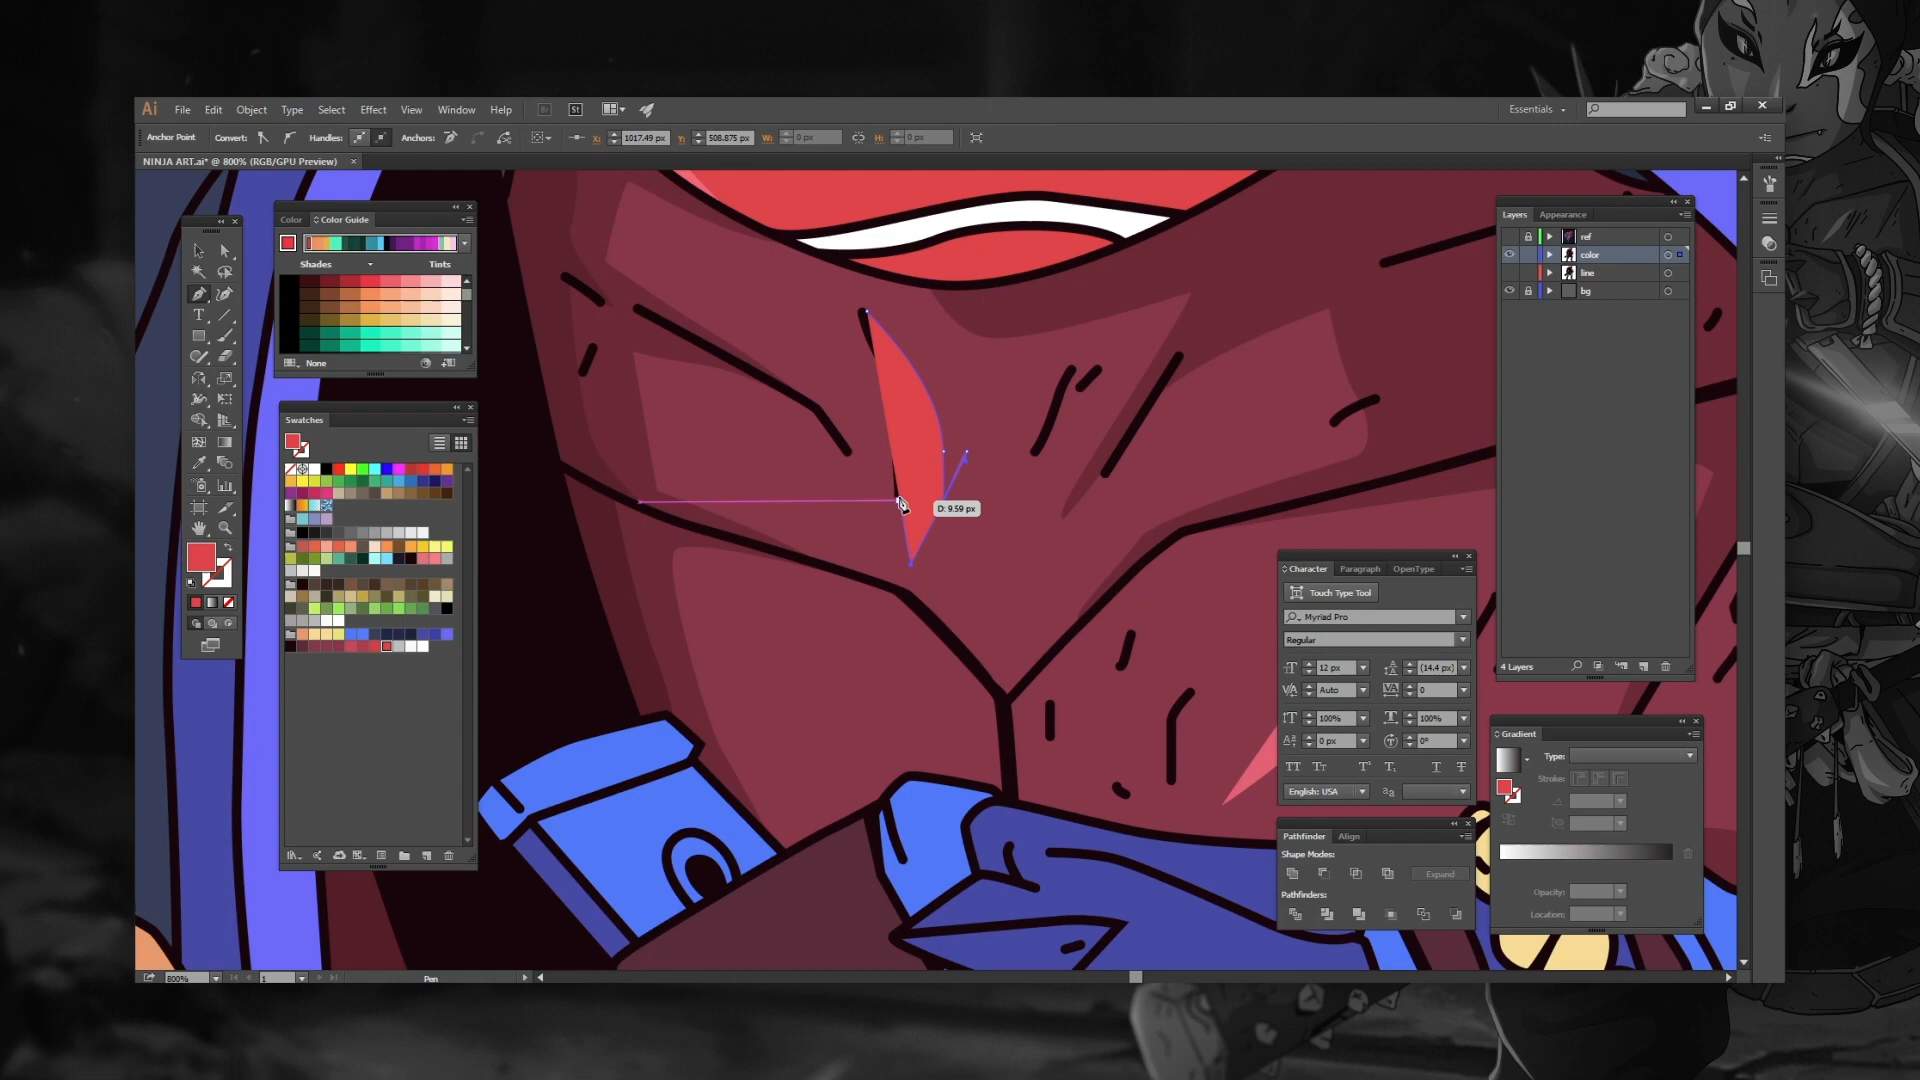 Ai File Edit Object Type Select Effect View Window Help Br St Essentials
Anchor Point Convert: Handles: Anchors: X: 1017.49 px Y: 508.875 px W: 0 px H: 0 px
NINJA ART.ai* @ 800% (RGB/GPU Preview)
Color Color Guide
Shades Tints
None
Swatches
Layers Appearance
ref
color
line
bg
4 Layers
D: 9.59 px
Character Paragraph OpenType
Touch Type Tool
Myriad Pro
Regular
12 px (14.4 px)
Auto 0
100% 100%
0 px 0°
English: USA
Pathfinder Align
Shape Modes:
Expand
Pathfinders:
Gradient
Type:
Stroke:
Opacity:
Location:
800% 1 Pen